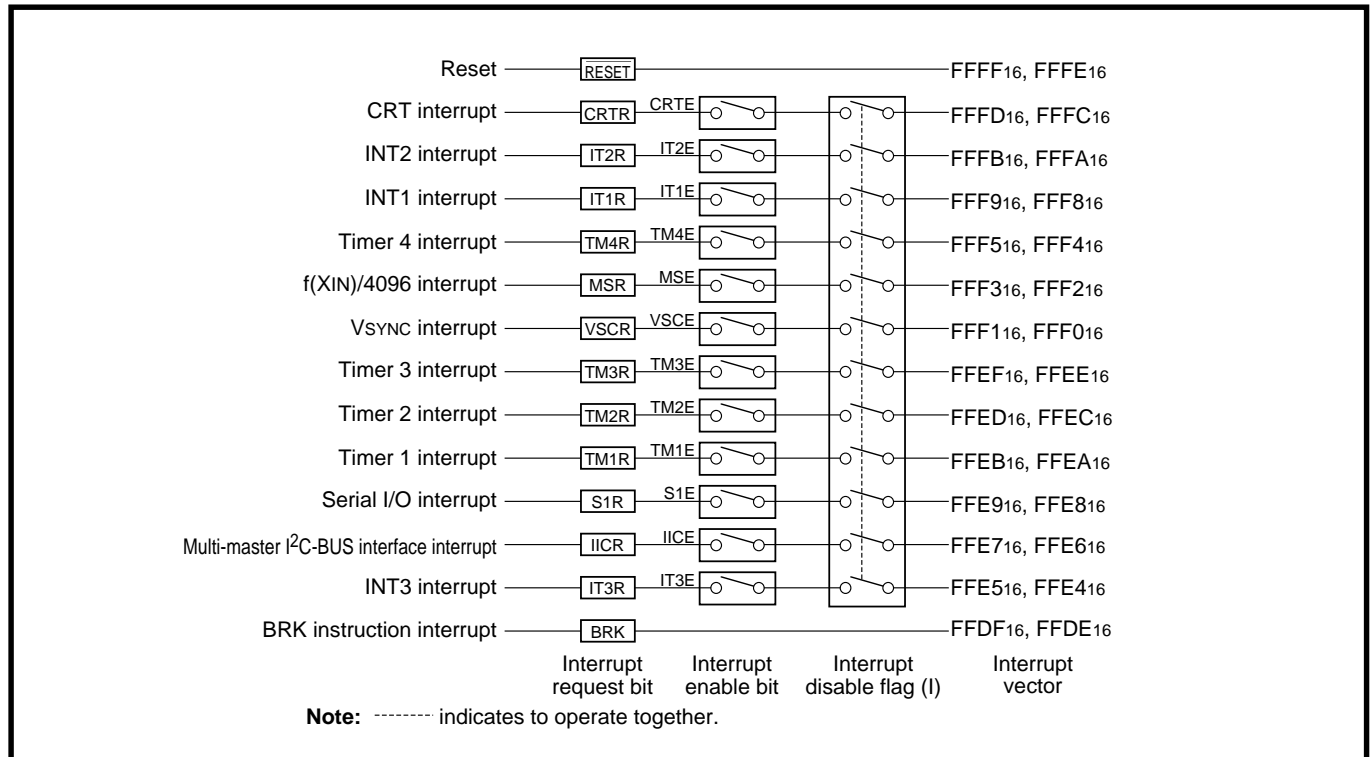 Reset RESET FFFF16, FFFE16
CRT interrupt CRTR CRTE FFFD16, FFFC16
INT2 interrupt IT2R IT2E FFFB16, FFFA16
INT1 interrupt IT1R IT1E FFF916, FFF816
Timer 4 interrupt TM4R TM4E FFF516, FFF416
f(XIN)/4096 interrupt MSR MSE FFF316, FFF216
VSYNC interrupt VSCR VSCE FFF116, FFF016
Timer 3 interrupt TM3R TM3E FFEF16, FFEE16
Timer 2 interrupt TM2R TM2E FFED16, FFEC16
Timer 1 interrupt TM1R TM1E FFEB16, FFEA16
Serial I/O interrupt S1R S1E FFE916, FFE816
Multi-master I2C-BUS interface interrupt IICR IICE FFE716, FFE616
INT3 interrupt IT3R IT3E FFE516, FFE416
BRK instruction interrupt BRK FFDF16, FFDE16
Interrupt Interrupt Interrupt Interrupt
request bit enable bit disable flag (I) vector
Note: -------- indicates to operate together.